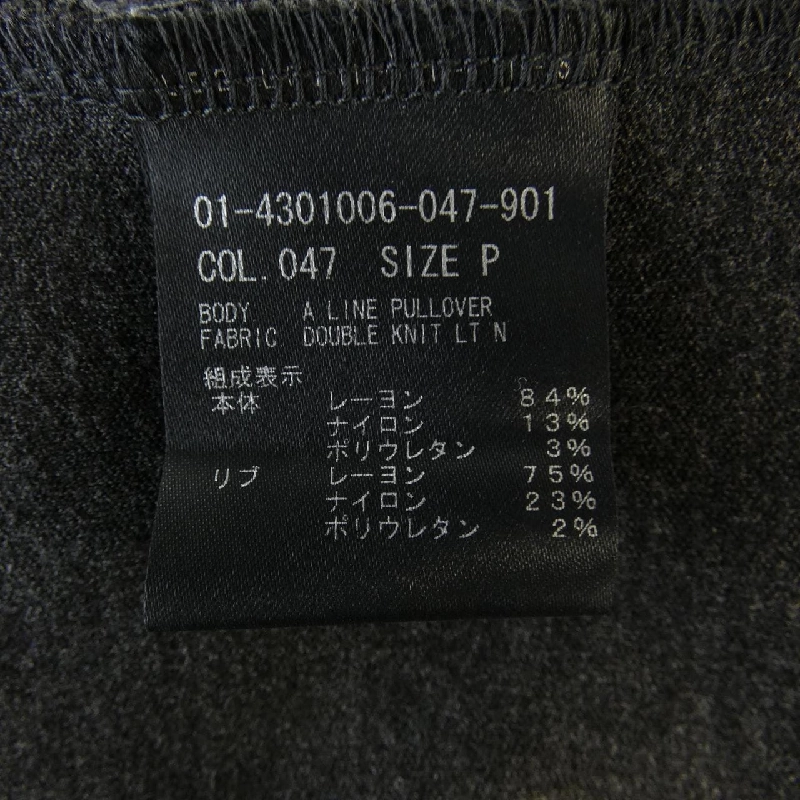 01-4301006-047-901
COL.047 SIZE P
BODY A LINE PULLOVER
FABRIC DOUBLE KNIT LT N
組成表示
本体 レーヨン 84%
ナイロン 13%
ポリウレタン 3%
リブ レーヨン 75%
ナイロン 23%
ポリウレタン 2%